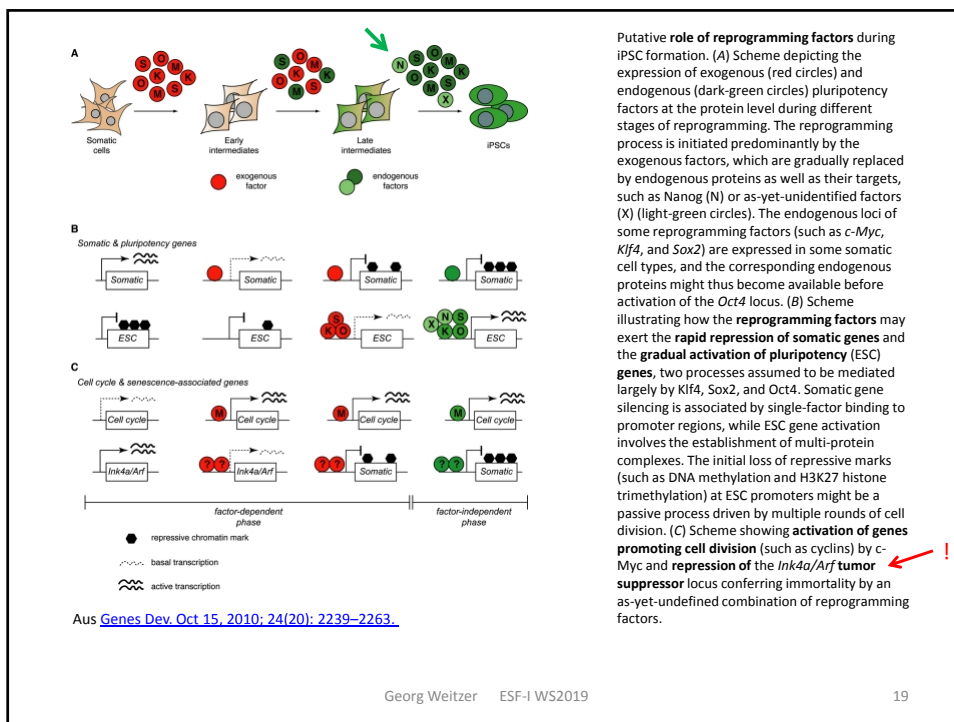 A
S O M
O K K
M S
Somatic
cells
S O M
O K K
M S
Early
intermediates
N S O M
O K K
M S
X
Late
intermediates
iPSCs
exogenous
factor
endogenous
factors
B
Somatic & pluripotency genes
Somatic
Somatic
Somatic
Somatic
ESC
ESC
S
K O
ESC
N S
X K O
ESC
C
Cell cycle & senescence-associated genes
Cell cycle
M
Cell cycle
M
Cell cycle
M
Cell cycle
Ink4a/Arf
? ?
Ink4a/Arf
? ?
Somatic
? ?
Somatic
factor-dependent
phase
factor-independent
phase
repressive chromatin mark
basal transcription
active transcription
Aus Genes Dev. Oct 15, 2010; 24(20): 2239–2263.
Putative role of reprogramming factors during
iPSC formation. (A) Scheme depicting the
expression of exogenous (red circles) and
endogenous (dark-green circles) pluripotency
factors at the protein level during different
stages of reprogramming. The reprogramming
process is initiated predominantly by the
exogenous factors, which are gradually replaced
by endogenous proteins as well as their targets,
such as Nanog (N) or as-yet-unidentified factors
(X) (light-green circles). The endogenous loci of
some reprogramming factors (such as c-Myc,
Klf4, and Sox2) are expressed in some somatic
cell types, and the corresponding endogenous
proteins might thus become available before
activation of the Oct4 locus. (B) Scheme
illustrating how the reprogramming factors may
exert the rapid repression of somatic genes and
the gradual activation of pluripotency (ESC)
genes, two processes assumed to be mediated
largely by Klf4, Sox2, and Oct4. Somatic gene
silencing is associated by single-factor binding to
promoter regions, while ESC gene activation
involves the establishment of multi-protein
complexes. The initial loss of repressive marks
(such as DNA methylation and H3K27 histone
trimethylation) at ESC promoters might be a
passive process driven by multiple rounds of cell
division. (C) Scheme showing activation of genes
promoting cell division (such as cyclins) by c-
Myc and repression of the Ink4a/Arf tumor
suppressor locus conferring immortality by an
as-yet-undefined combination of reprogramming
factors.
!
Georg Weitzer ESF-I WS2019
19